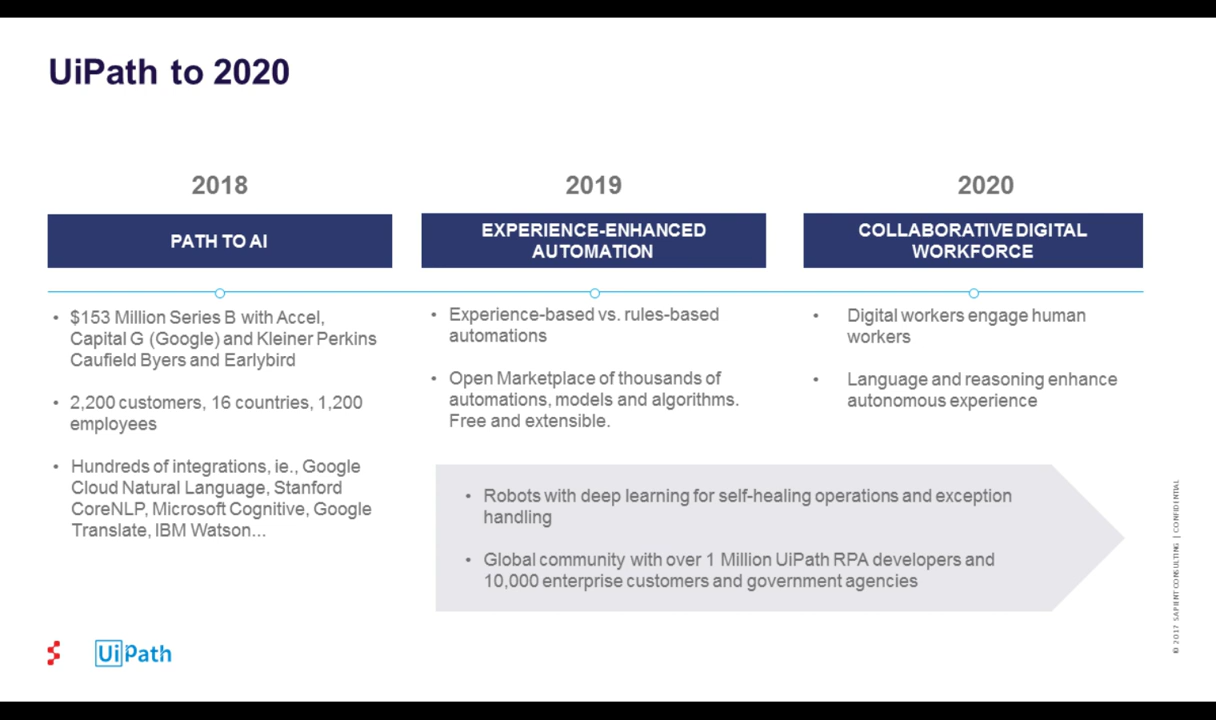 UiPath to 2020
2018
PATH TO AI
• $153 Million Series B with Accel,
Capital G (Google) and Kleiner Perkins
Caufield Byers and Earlybird
• 2,200 customers, 16 countries, 1,200
employees
• Hundreds of integrations, ie., Google
Cloud Natural Language, Stanford
CoreNLP, Microsoft Cognitive, Google
Translate, IBM Watson...
2019
EXPERIENCE-ENHANCED
AUTOMATION
• Experience-based vs. rules-based
automations
• Open Marketplace of thousands of
automations, models and algorithms.
Free and extensible.
2020
COLLABORATIVE DIGITAL
WORKFORCE
• Digital workers engage human
workers
• Language and reasoning enhance
autonomous experience
• Robots with deep learning for self-healing operations and exception
handling
• Global community with over 1 Million UiPath RPA developers and
10,000 enterprise customers and government agencies
UiPath
© 2017 SAPIENT CONSULTING | CONFIDENTIAL